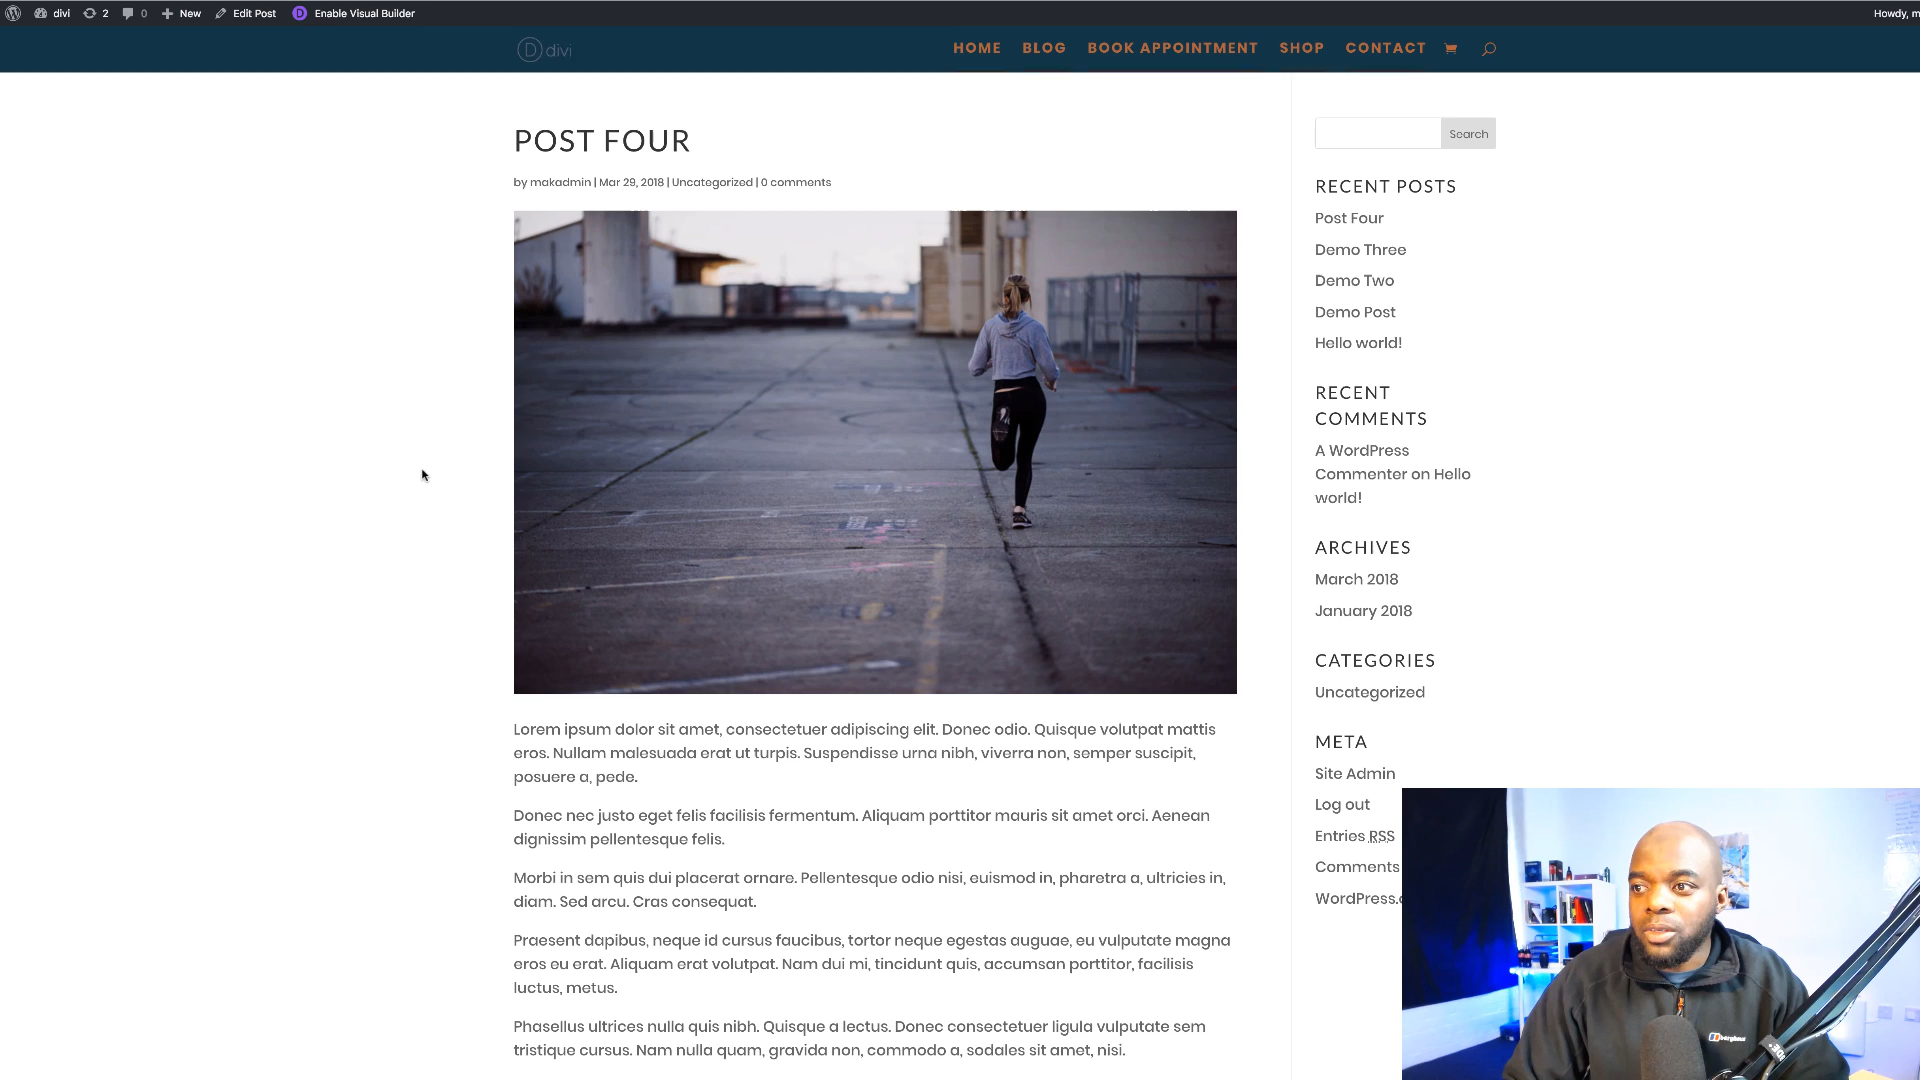 divi 2 0 New Edit Post D Enable Visual Builder Howdy, m
D divi HOME BLOG BOOK APPOINTMENT SHOP CONTACT
POST FOUR
by makadmin | Mar 29, 2018 | Uncategorized | 0 comments
Lorem ipsum dolor sit amet, consectetuer adipiscing elit. Donec odio. Quisque volutpat mattis
eros. Nullam malesuada erat ut turpis. Suspendisse urna nibh, viverra non, semper suscipit,
posuere a, pede.
Donec nec justo eget felis facilisis fermentum. Aliquam porttitor mauris sit amet orci. Aenean
dignissim pellentesque felis.
Morbi in sem quis dui placerat ornare. Pellentesque odio nisi, euismod in, pharetra a, ultricies in,
diam. Sed arcu. Cras consequat.
Praesent dapibus, neque id cursus faucibus, tortor neque egestas auguae, eu vulputate magna
eros eu erat. Aliquam erat volutpat. Nam dui mi, tincidunt quis, accumsan porttitor, facilisis
luctus, metus.
Phasellus ultrices nulla quis nibh. Quisque a lectus. Donec consectetuer ligula vulputate sem
tristique cursus. Nam nulla quam, gravida non, commodo a, sodales sit amet, nisi.
Search
RECENT POSTS
Post Four
Demo Three
Demo Two
Demo Post
Hello world!
RECENT
COMMENTS
A WordPress
Commenter on Hello
world!
ARCHIVES
March 2018
January 2018
CATEGORIES
Uncategorized
META
Site Admin
Log out
Entries RSS
Comments
WordPress.
berghaus